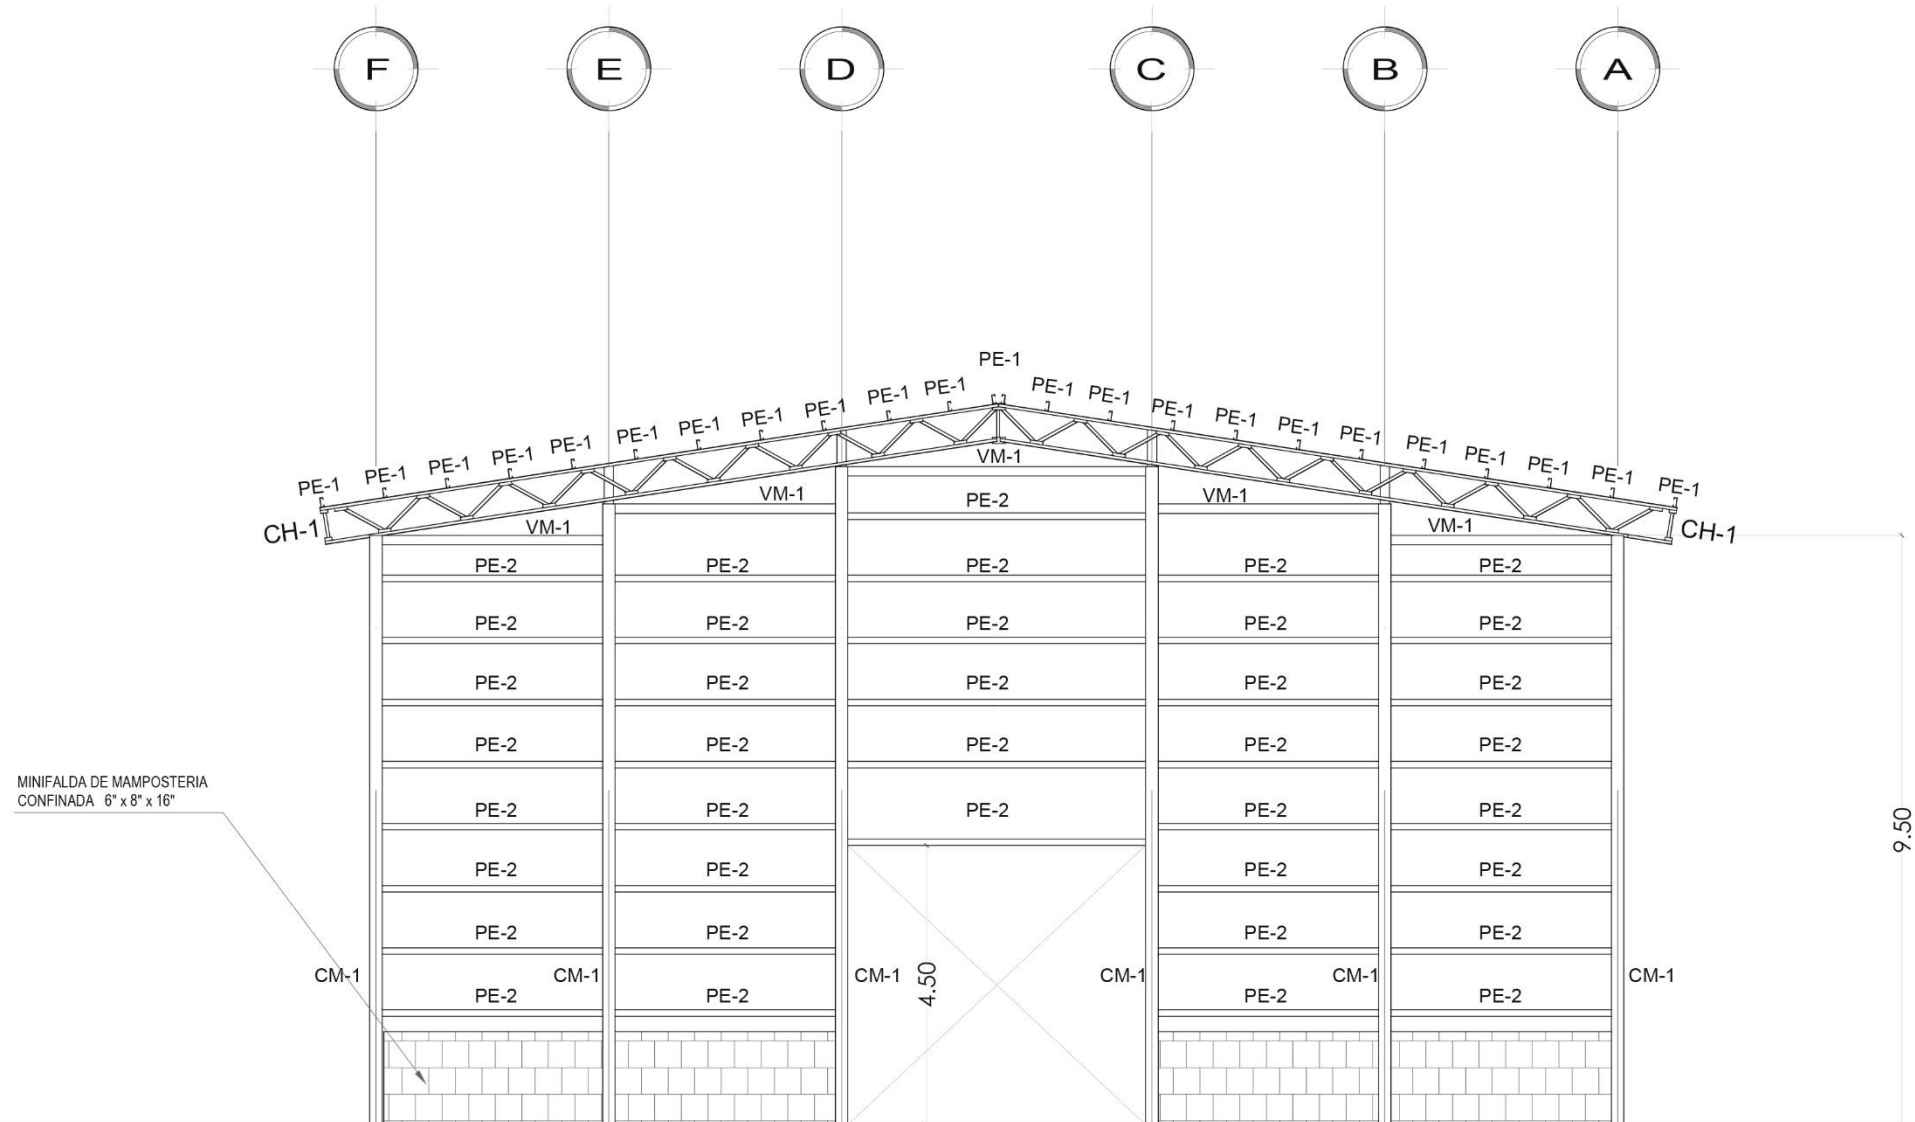 F E D C B A
PE-1
PE-1 PE-1 PE-1 PE-1 PE-1 PE-1 PE-1 PE-1 PE-1 PE-1 PE-1
PE-1 PE-1 PE-1 PE-1 PE-1 PE-1 PE-1 PE-1 PE-1 PE-1 PE-1
CH-1 CH-1
VM-1
VM-1 VM-1
VM-1 VM-1
PE-2
PE-2 PE-2 PE-2 PE-2 PE-2
PE-2 PE-2 PE-2 PE-2 PE-2
PE-2 PE-2 PE-2 PE-2 PE-2
PE-2 PE-2 PE-2 PE-2 PE-2
MINIFALDA DE MAMPOSTERIA
CONFINADA 6" x 8" x 16"
PE-2 PE-2 PE-2 PE-2 PE-2
9.50
PE-2 PE-2 PE-2 PE-2
PE-2 PE-2 PE-2 PE-2
CM-1 CM-1 CM-1 CM-1 CM-1 CM-1
4.50
PE-2 PE-2 PE-2 PE-2